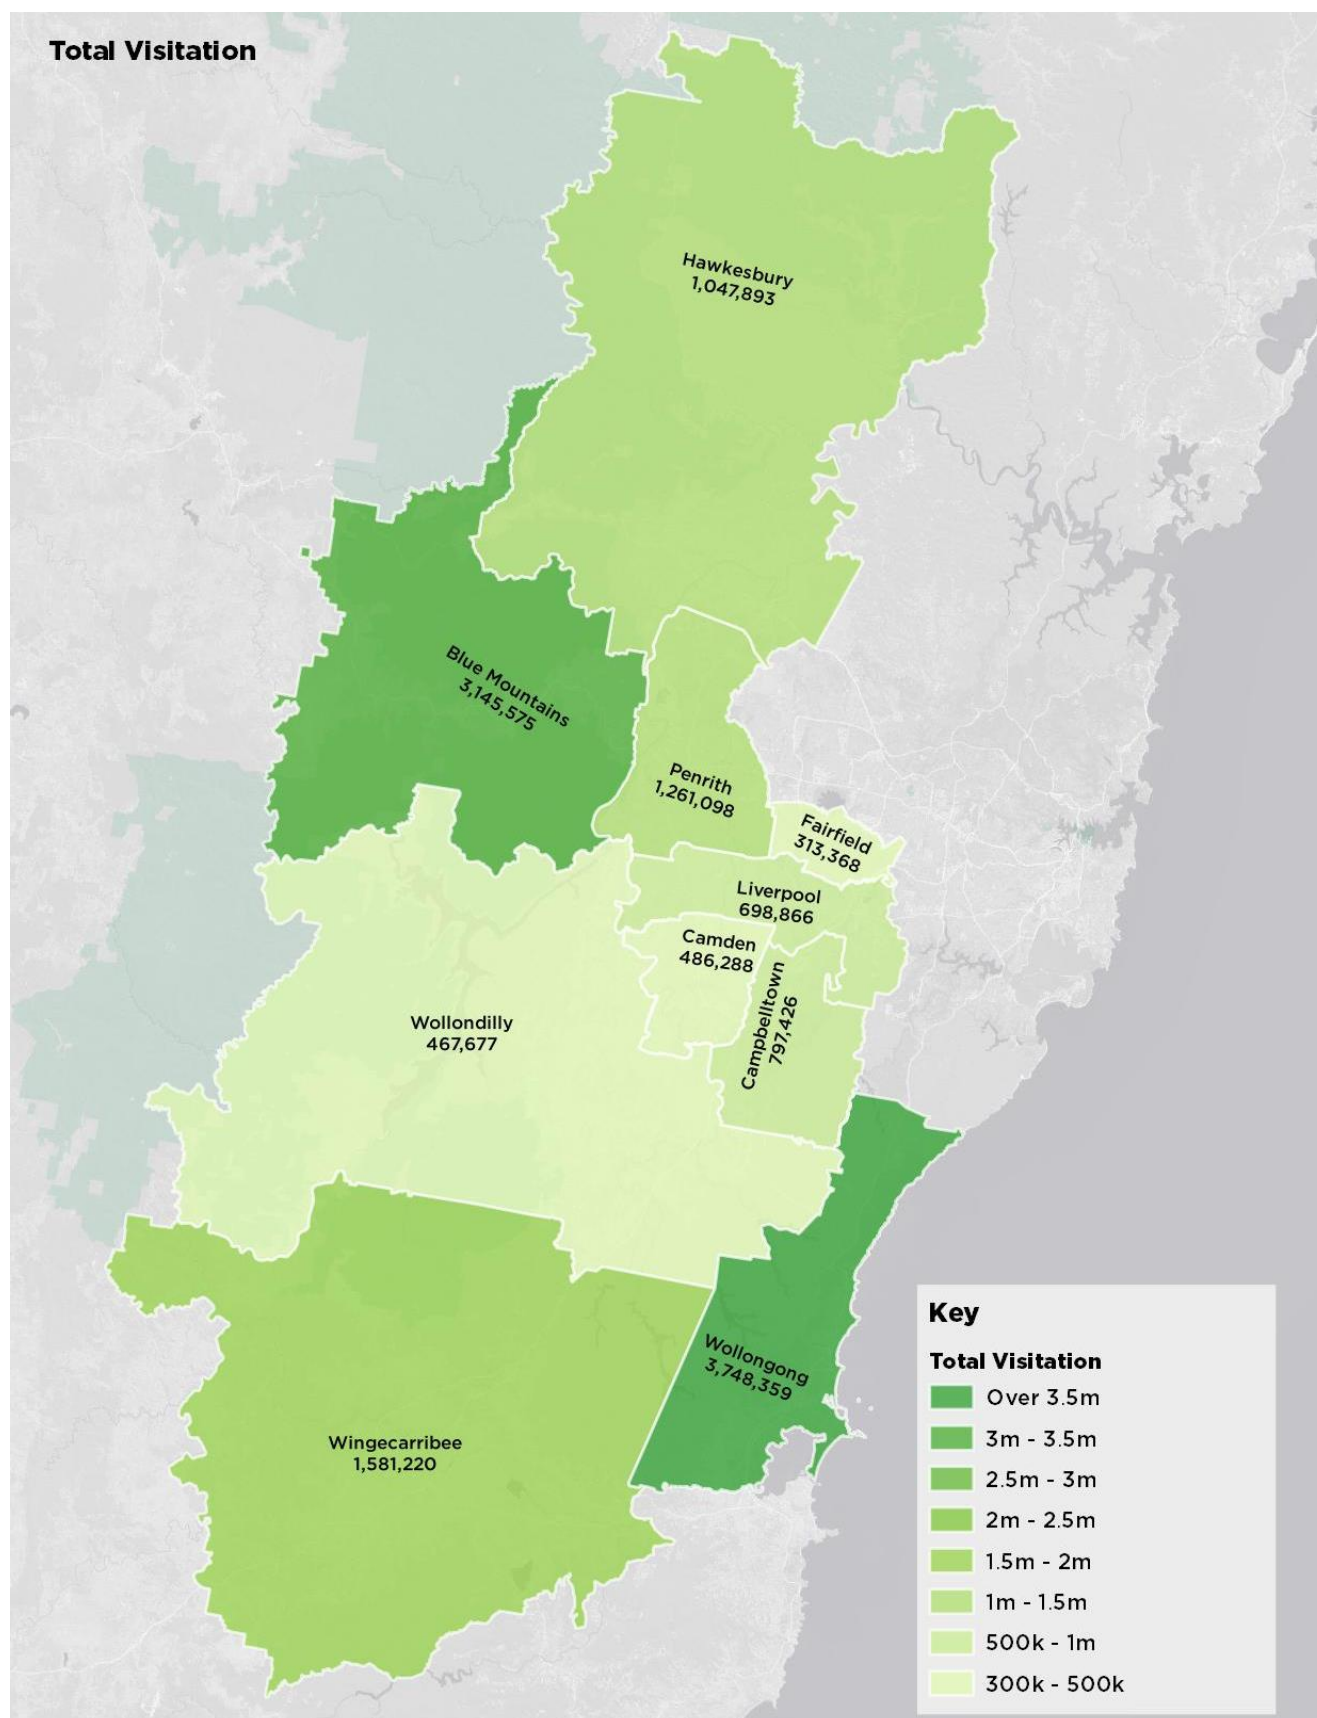 Total Visitation
Hawkesbury
1,047,893
Blue Mountains
3,145,575
Penrith
1,261,098
Fairfield
313,368
Liverpool
698,866
Camden
486,288
Campbelltown
797,426
Wollondilly
467,677
Wollongong
3,748,359
Wingecarribee
1,581,220
Key
Total Visitation
Over 3.5m
3m - 3.5m
2.5m - 3m
2m - 2.5m
1.5m - 2m
1m - 1.5m
500k - 1m
300k - 500k